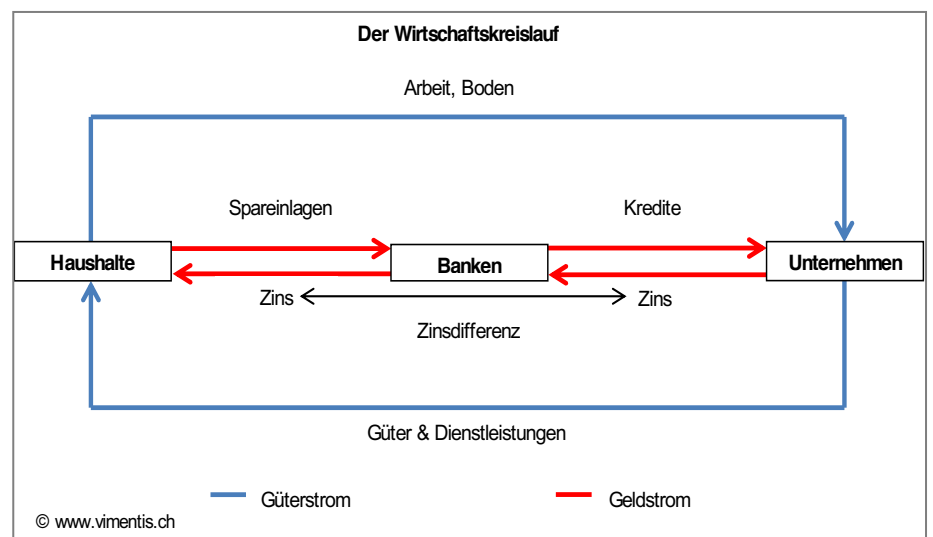 Der Wirtschaftskreislauf
Arbeit, Boden
Spareinlagen
Kredite
Haushalte
Banken
Unternehmen
Zins
Zins
Zinsdifferenz
Güter & Dienstleistungen
Güterstrom
Geldstrom
© www.vimentis.ch